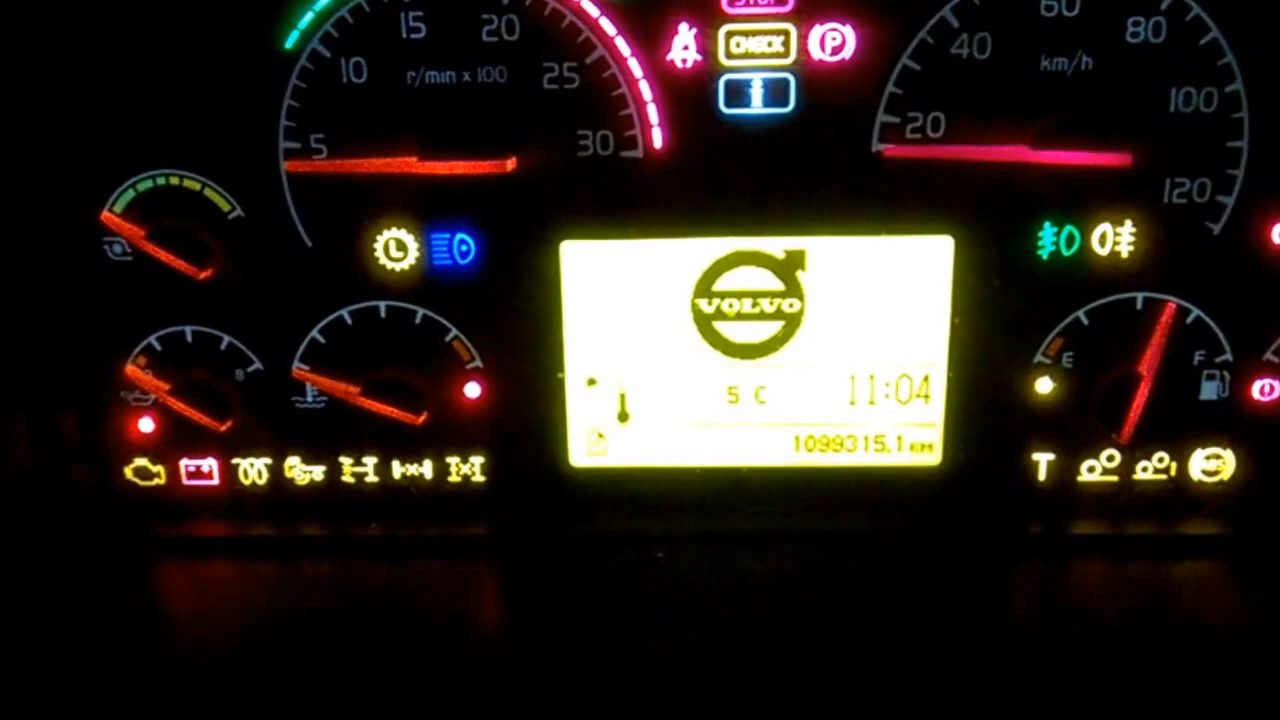 STOP
15 20
10 r/min x 100 25
5 30
CHECK
i
P
60
40 80
km/h
20 100
120
L
VOLVO
5 C 11:04
1099315,1 KM
E F
T
ABS